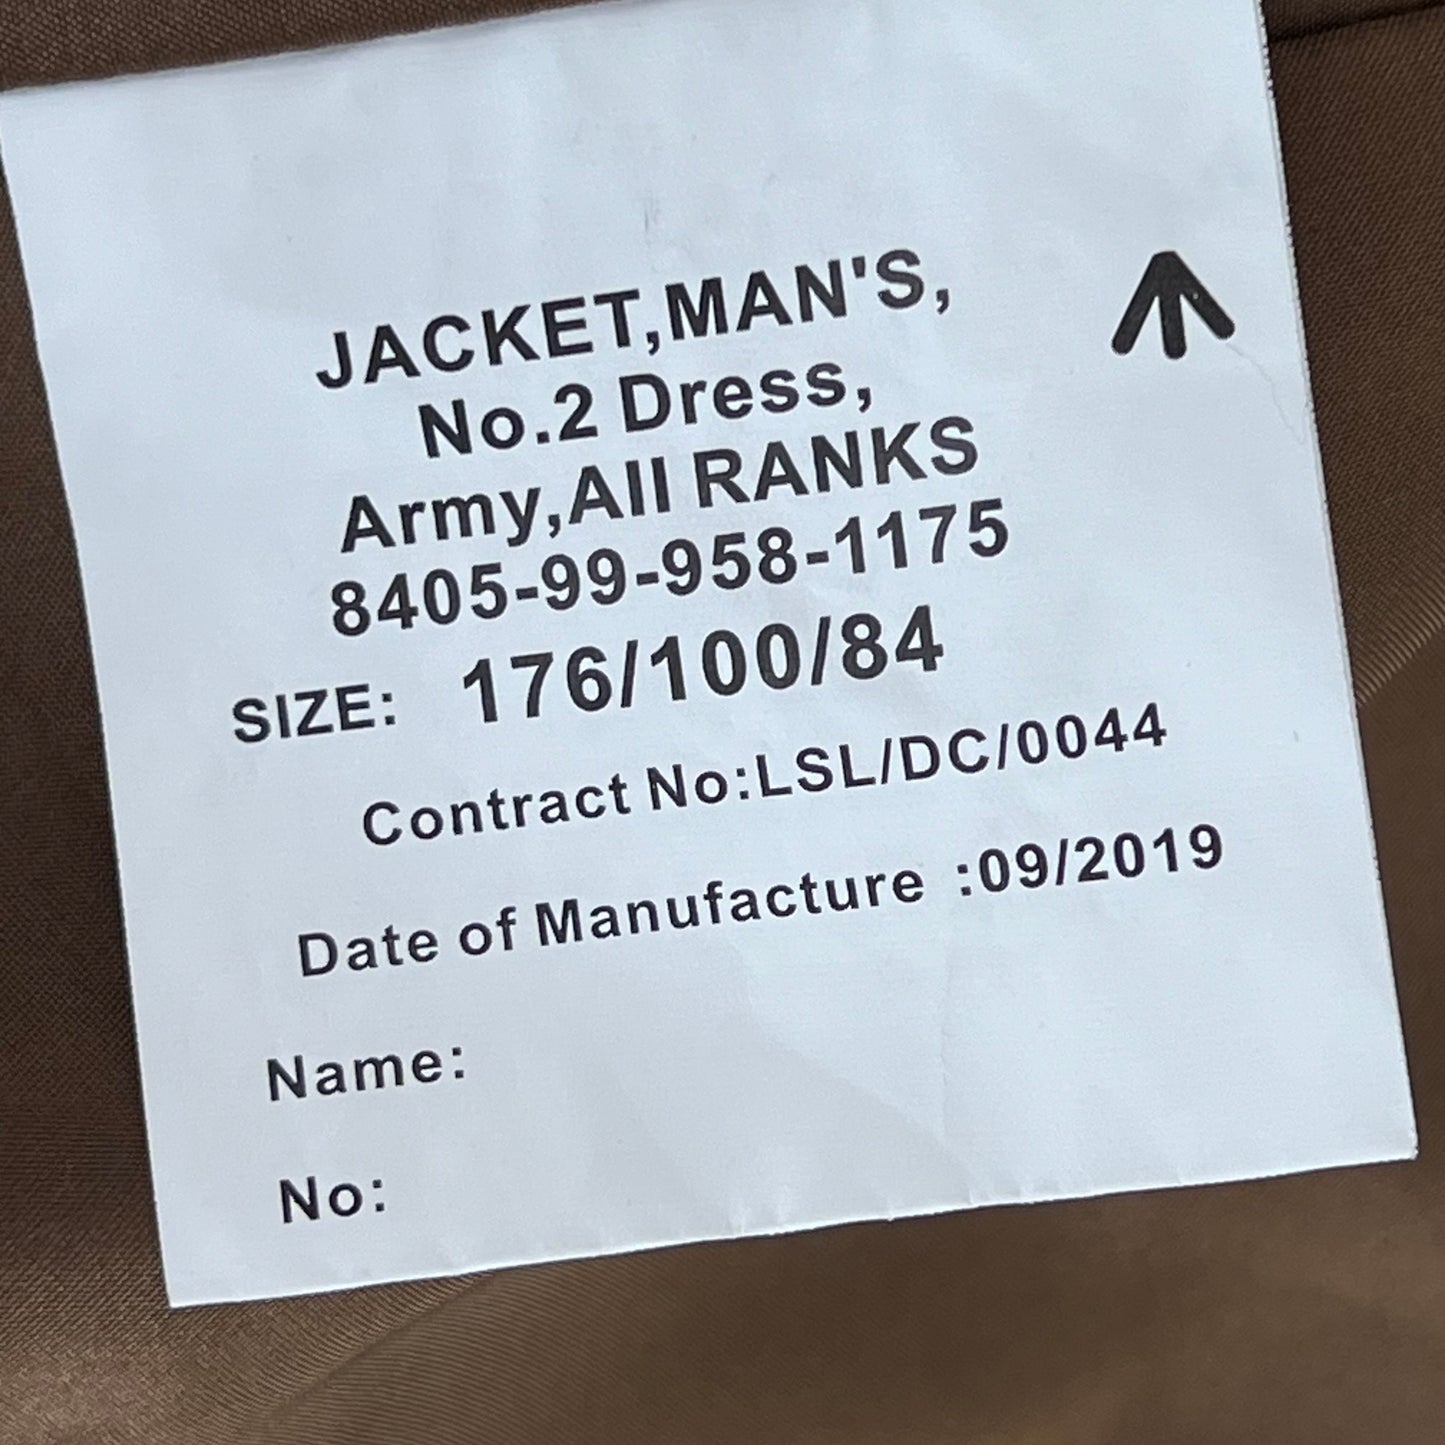 JACKET,MAN'S,
No.2 Dress,
Army,All RANKS
8405-99-958-1175
SIZE: 176/100/84
Contract No:LSL/DC/0044
Date of Manufacture :09/2019
Name:
No: